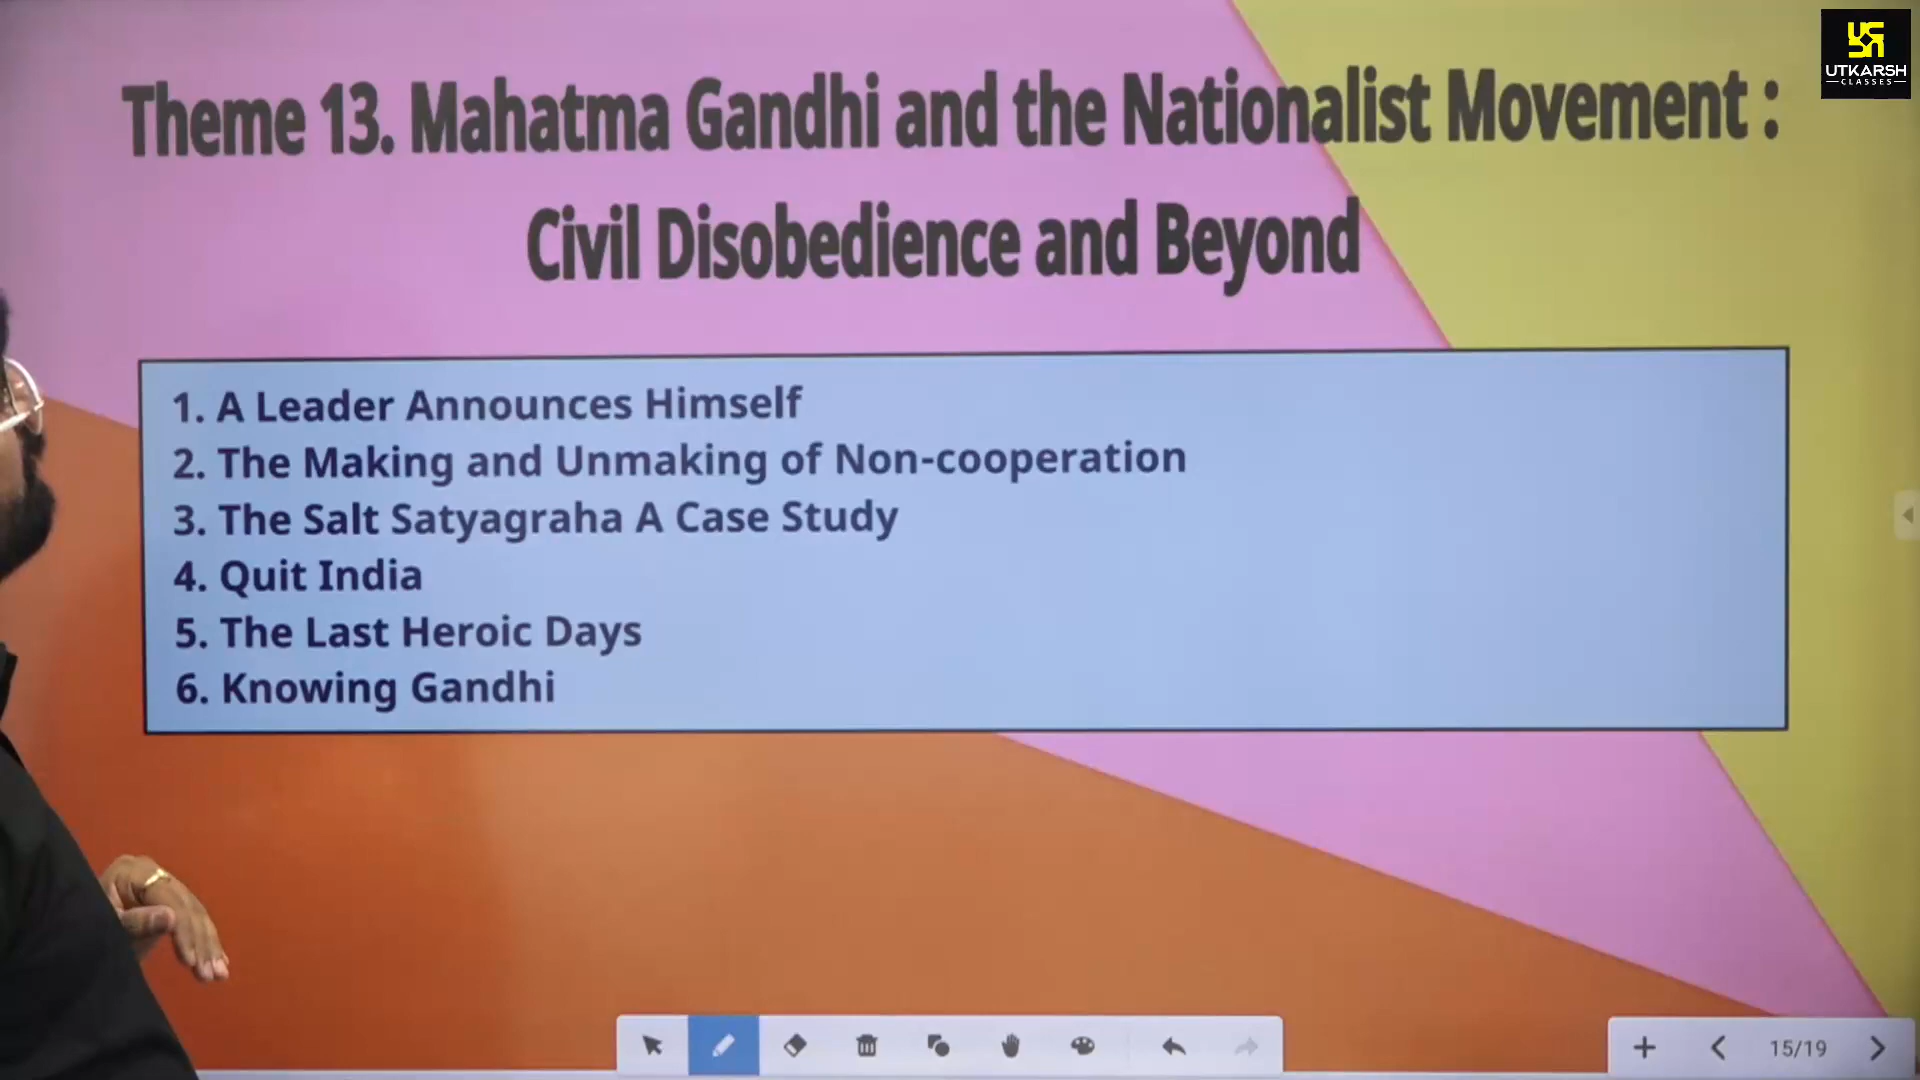 UTKARSH
CLASSES
Theme 13. Mahatma Gandhi and the Nationalist Movement :
Civil Disobedience and Beyond
1. A Leader Announces Himself
2. The Making and Unmaking of Non-cooperation
3. The Salt Satyagraha A Case Study
4. Quit India
5. The Last Heroic Days
6. Knowing Gandhi
15/19